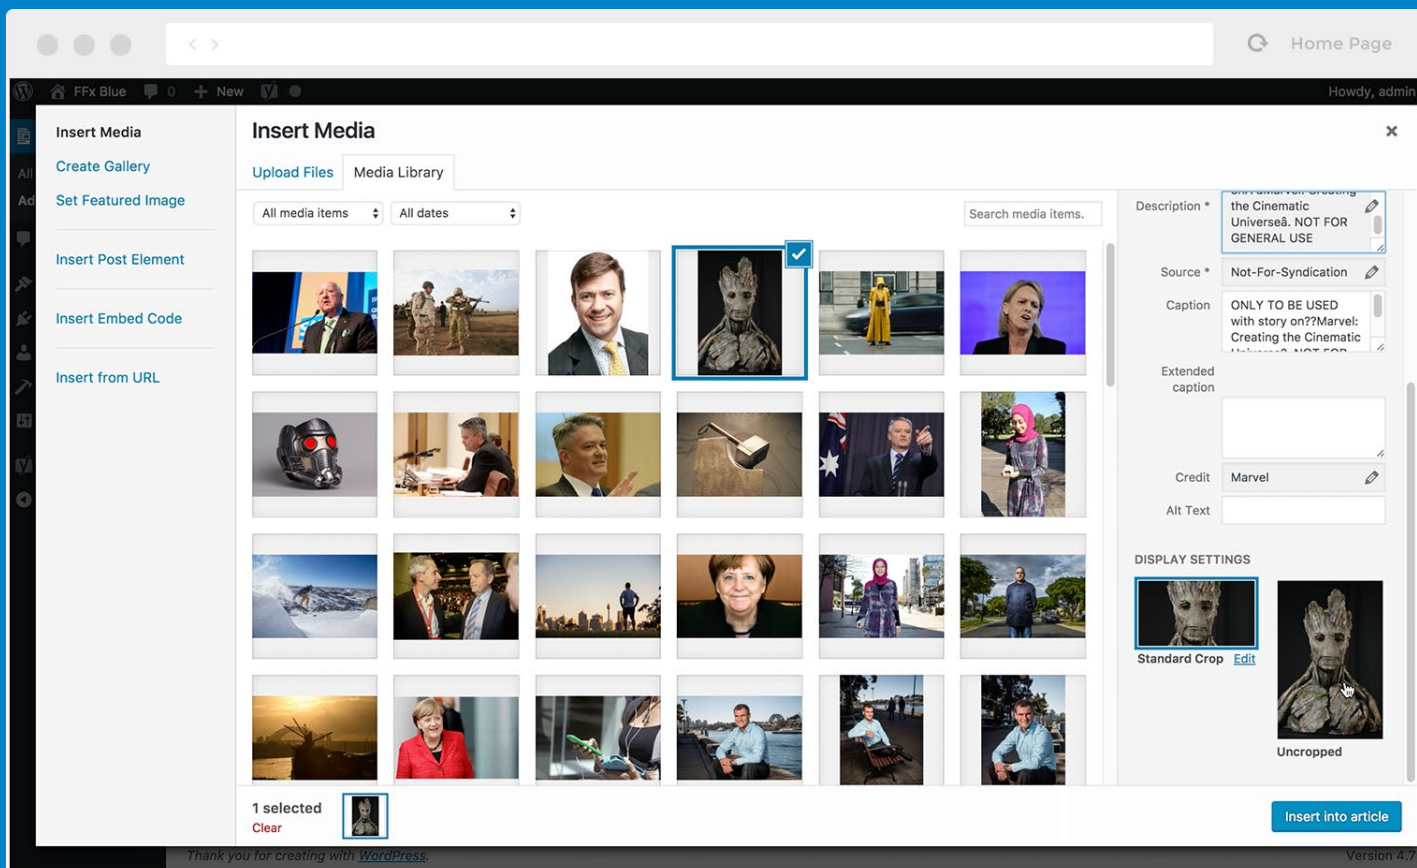 Home Page
FFx Blue 0 New Howdy, admin
Insert Media
Create Gallery
Set Featured Image
Insert Post Element
Insert Embed Code
Insert from URL
All
Ad
Insert Media
Upload Files Media Library
All media items All dates Search media items.
Description *
the Cinematic
Universeâ. NOT FOR
GENERAL USE
Source * Not-For-Syndication
Caption ONLY TO BE USED
with story on??Marvel:
Creating the Cinematic
Extended
caption
Credit Marvel
Alt Text
DISPLAY SETTINGS
Standard Crop Edit
Uncropped
1 selected
Clear
Insert into article
Thank you for creating with WordPress. Version 4.7